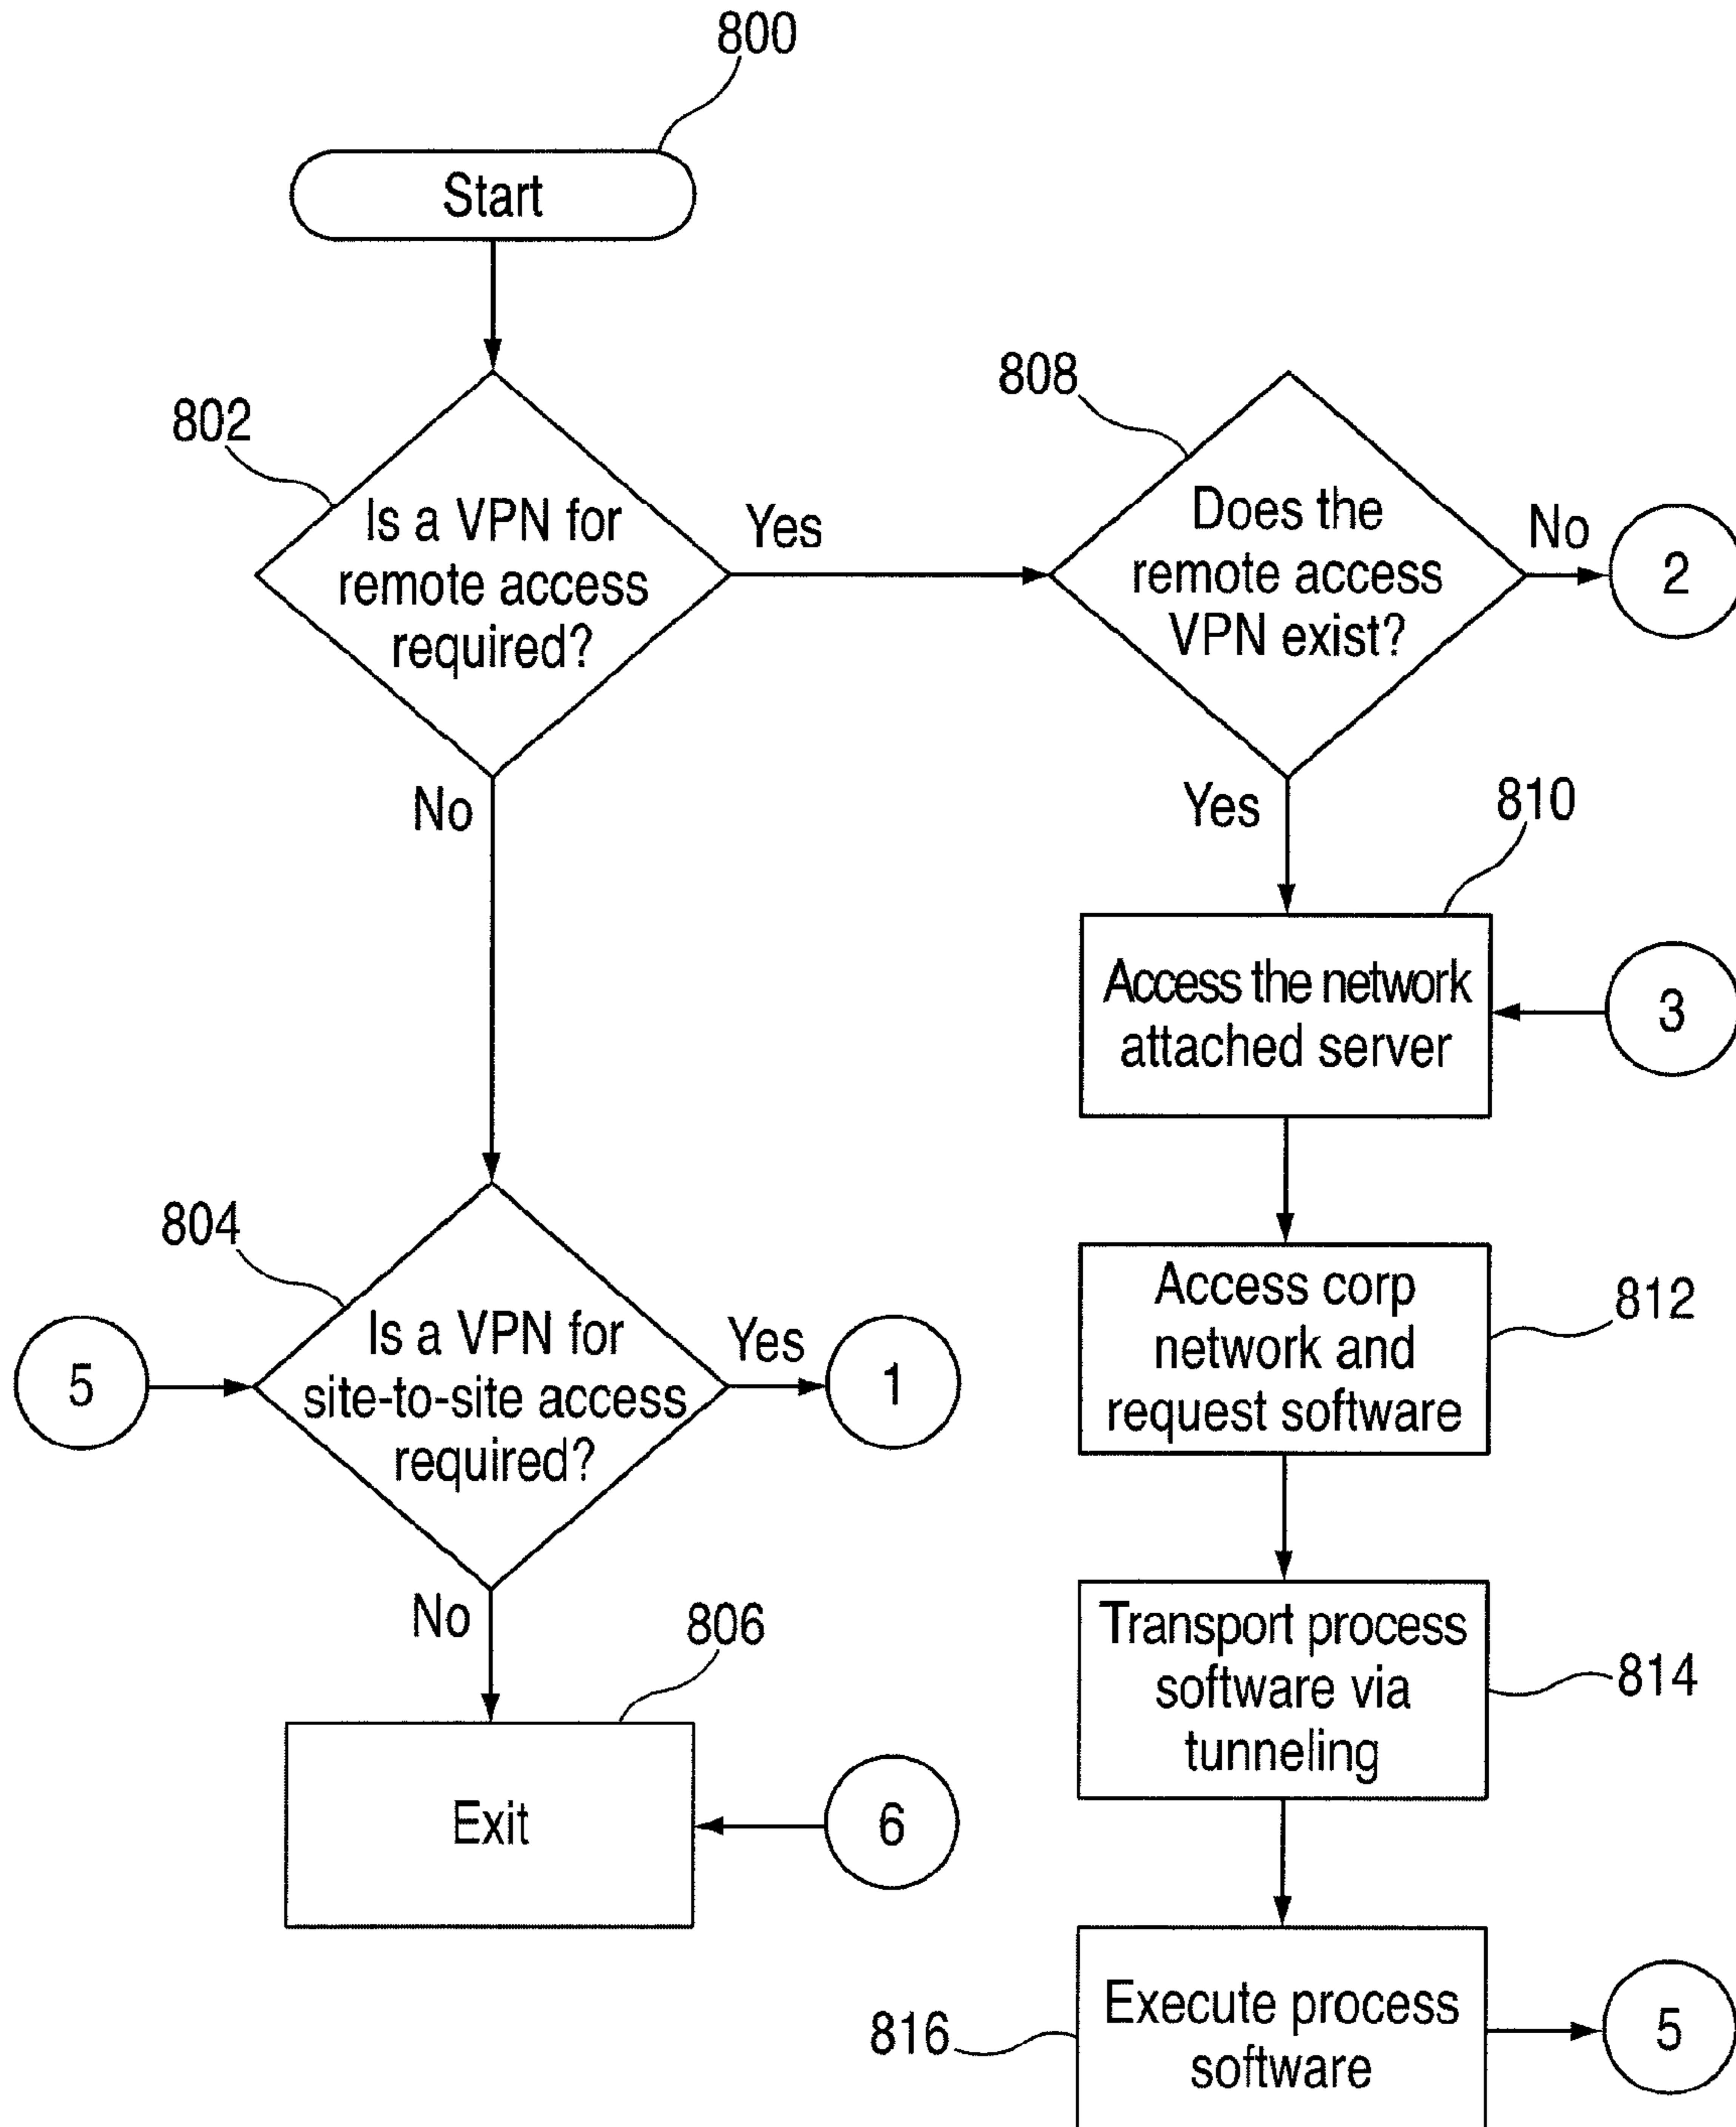 800
Start
802
Is a VPN for
remote access
required?
Yes
No
808
Does the
remote access
VPN exist?
No
2
Yes
810
Access the network
attached server
3
812
Access corp
network and
request software
804
5
Is a VPN for
site-to-site access
required?
Yes
1
No
806
Exit
6
814
Transport process
software via
tunneling
816
Execute process
software
5